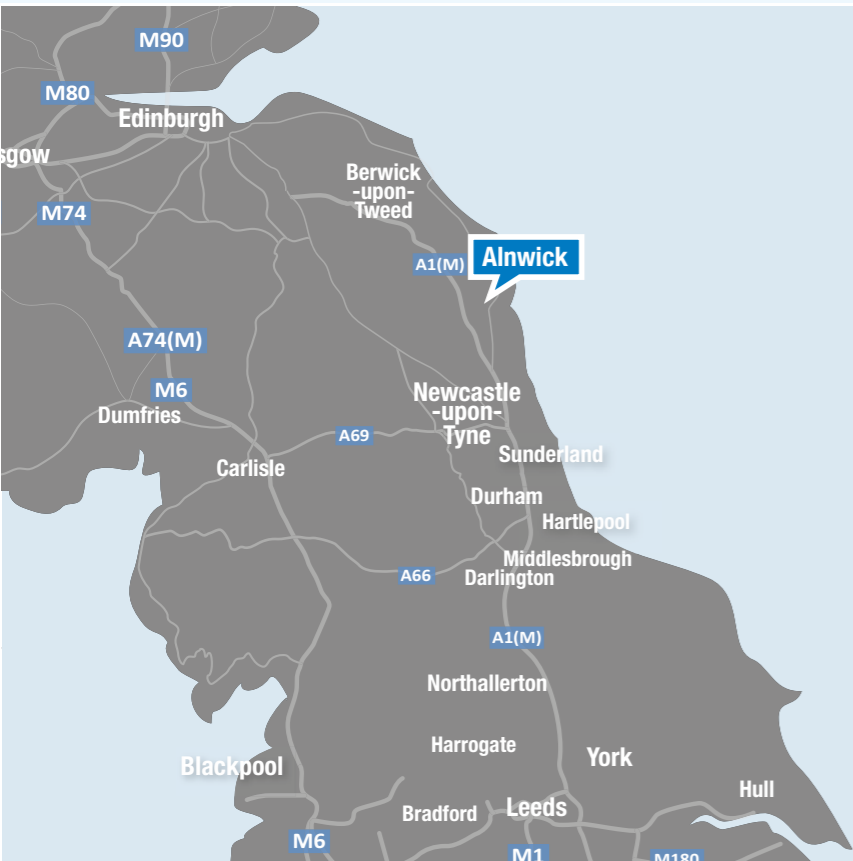 M90
M80
Edinburgh
sgow
Berwick
-upon-
Tweed
M74
Alnwick
A1(M)
A74(M)
M6
Dumfries
Newcastle
-upon-
Tyne
A69
Sunderland
Carlisle
Durham
Hartlepool
Middlesbrough
A66
Darlington
A1(M)
Northallerton
Harrogate
York
Blackpool
Hull
Bradford
Leeds
M6
M1
M180